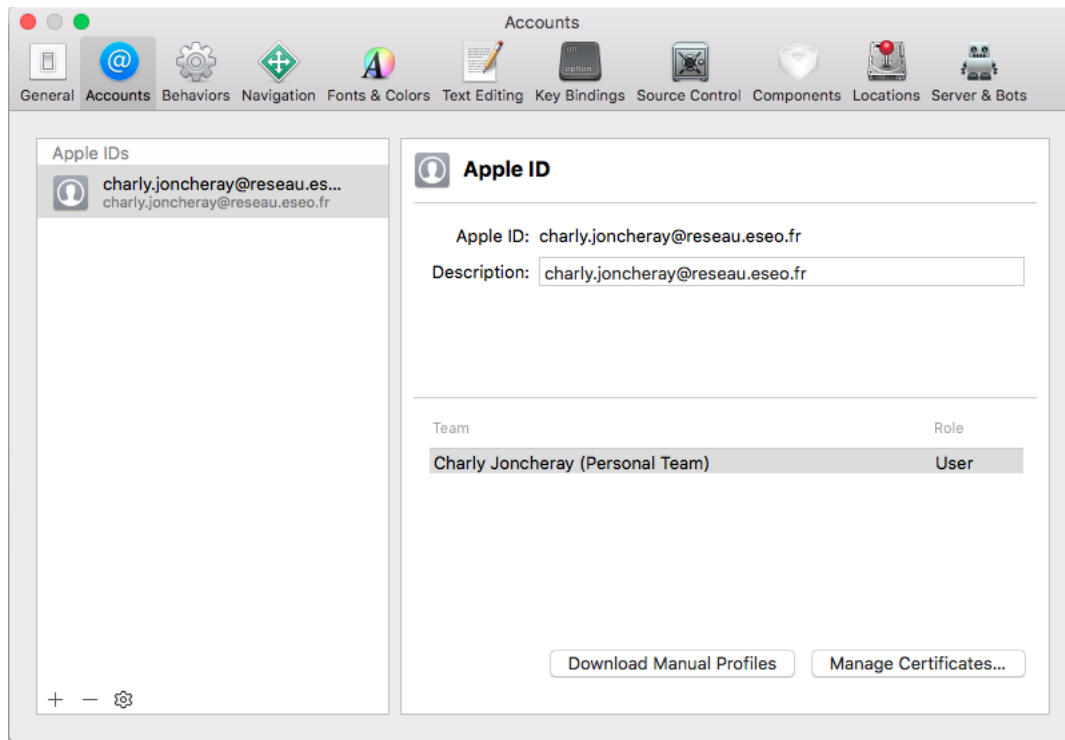 Accounts
General Accounts Behaviors Navigation Fonts & Colors Text Editing Key Bindings Source Control Components Locations Server & Bots
Apple IDs
charly.joncheray@reseau.es...
charly.joncheray@reseau.eseo.fr
Apple ID
Apple ID: charly.joncheray@reseau.eseo.fr
Description: charly.joncheray@reseau.eseo.fr
Team Role
Charly Joncheray (Personal Team) User
Download Manual Profiles Manage Certificates...